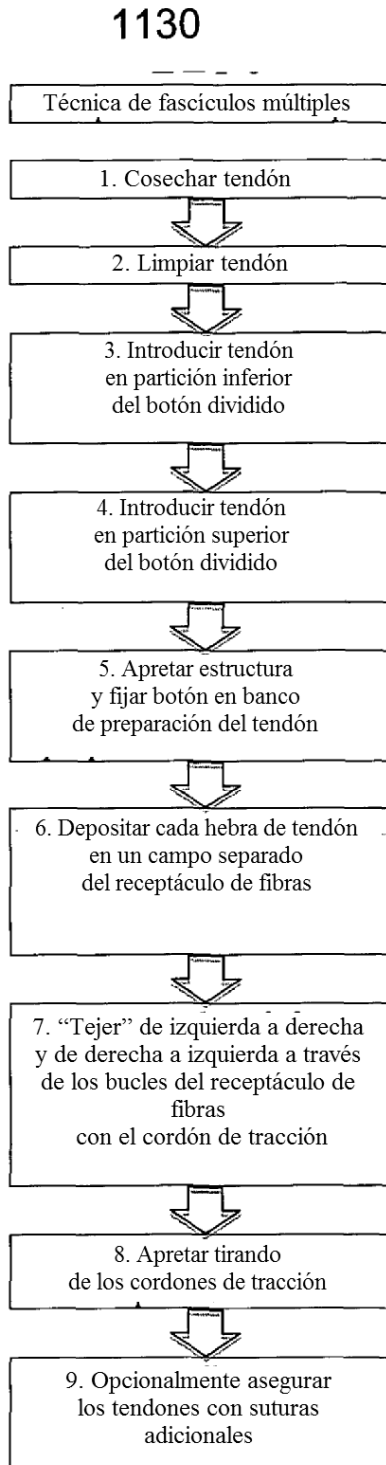 1130
Técnica de fascículos múltiples
1. Cosechar tendón
2. Limpiar tendón
3. Introducir tendón
en partición inferior
del botón dividido
4. Introducir tendón
en partición superior
del botón dividido
5. Apretar estructura
y fijar botón en banco
de preparación del tendón
6. Depositar cada hebra de tendón
en un campo separado
del receptáculo de fibras
7. “Tejer” de izquierda a derecha
y de derecha a izquierda a través
de los bucles del receptáculo de
fibras
con el cordón de tracción
8. Apretar tirando
de los cordones de tracción
9. Opcionalmente asegurar
los tendones con suturas
adicionales